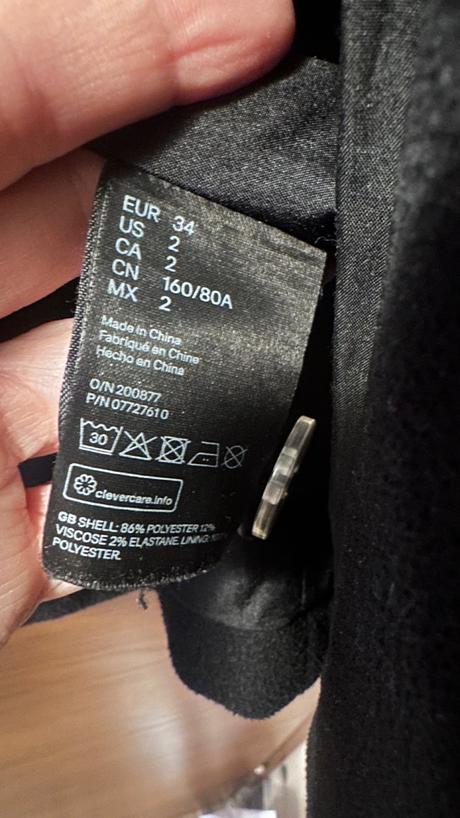 EUR 34
US 2
CA 2
CN 160/80A
MX 2
Made in China
Fabriqué en Chine
Hecho en China
O/N 200877
P/N 07727610
30
clevercare.info
GB SHELL: 86% POLYESTER 12%
VISCOSE 2% ELASTANE. LINING:
POLYESTER.